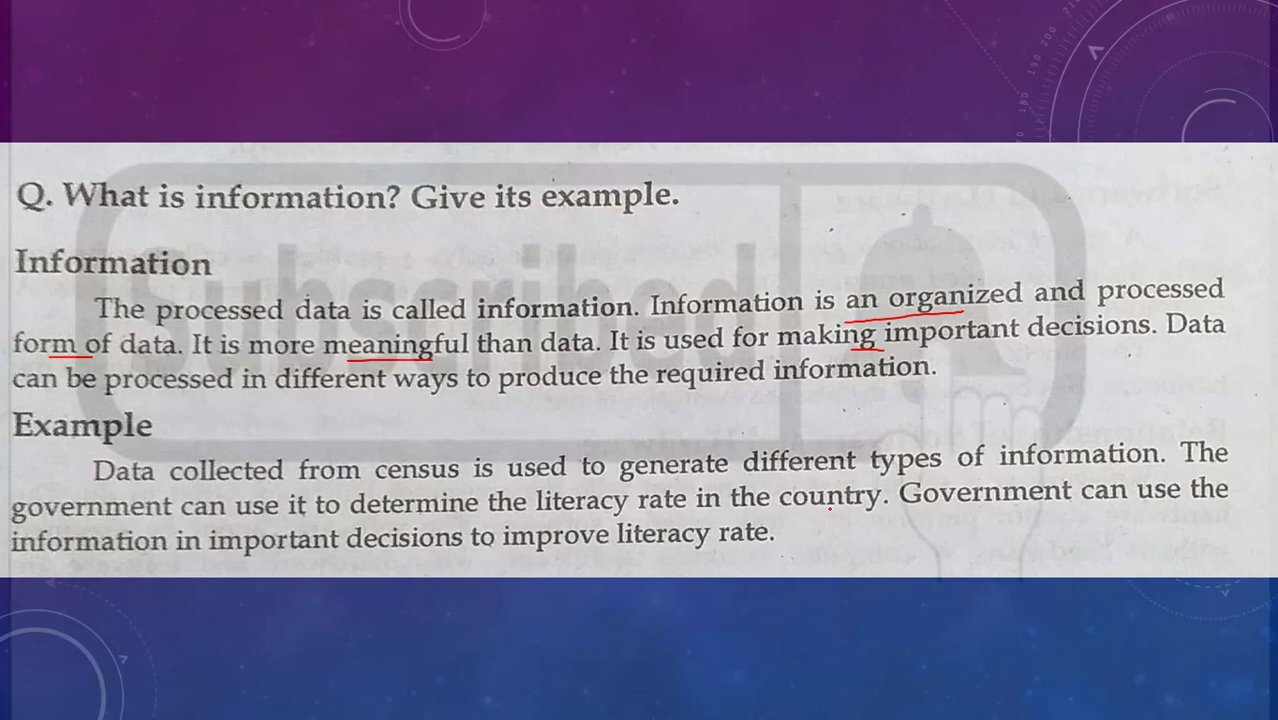 Q. What is information? Give its example.
Information
The processed data is called information. Information is an organized and processed
form of data. It is more meaningful than data. It is used for making important decisions. Data
can be processed in different ways to produce the required information.
Example
Data collected from census is used to generate different types of information. The
government can use it to determine the literacy rate in the country. Government can use the
information in important decisions to improve literacy rate.
Subscribed
180 190 200